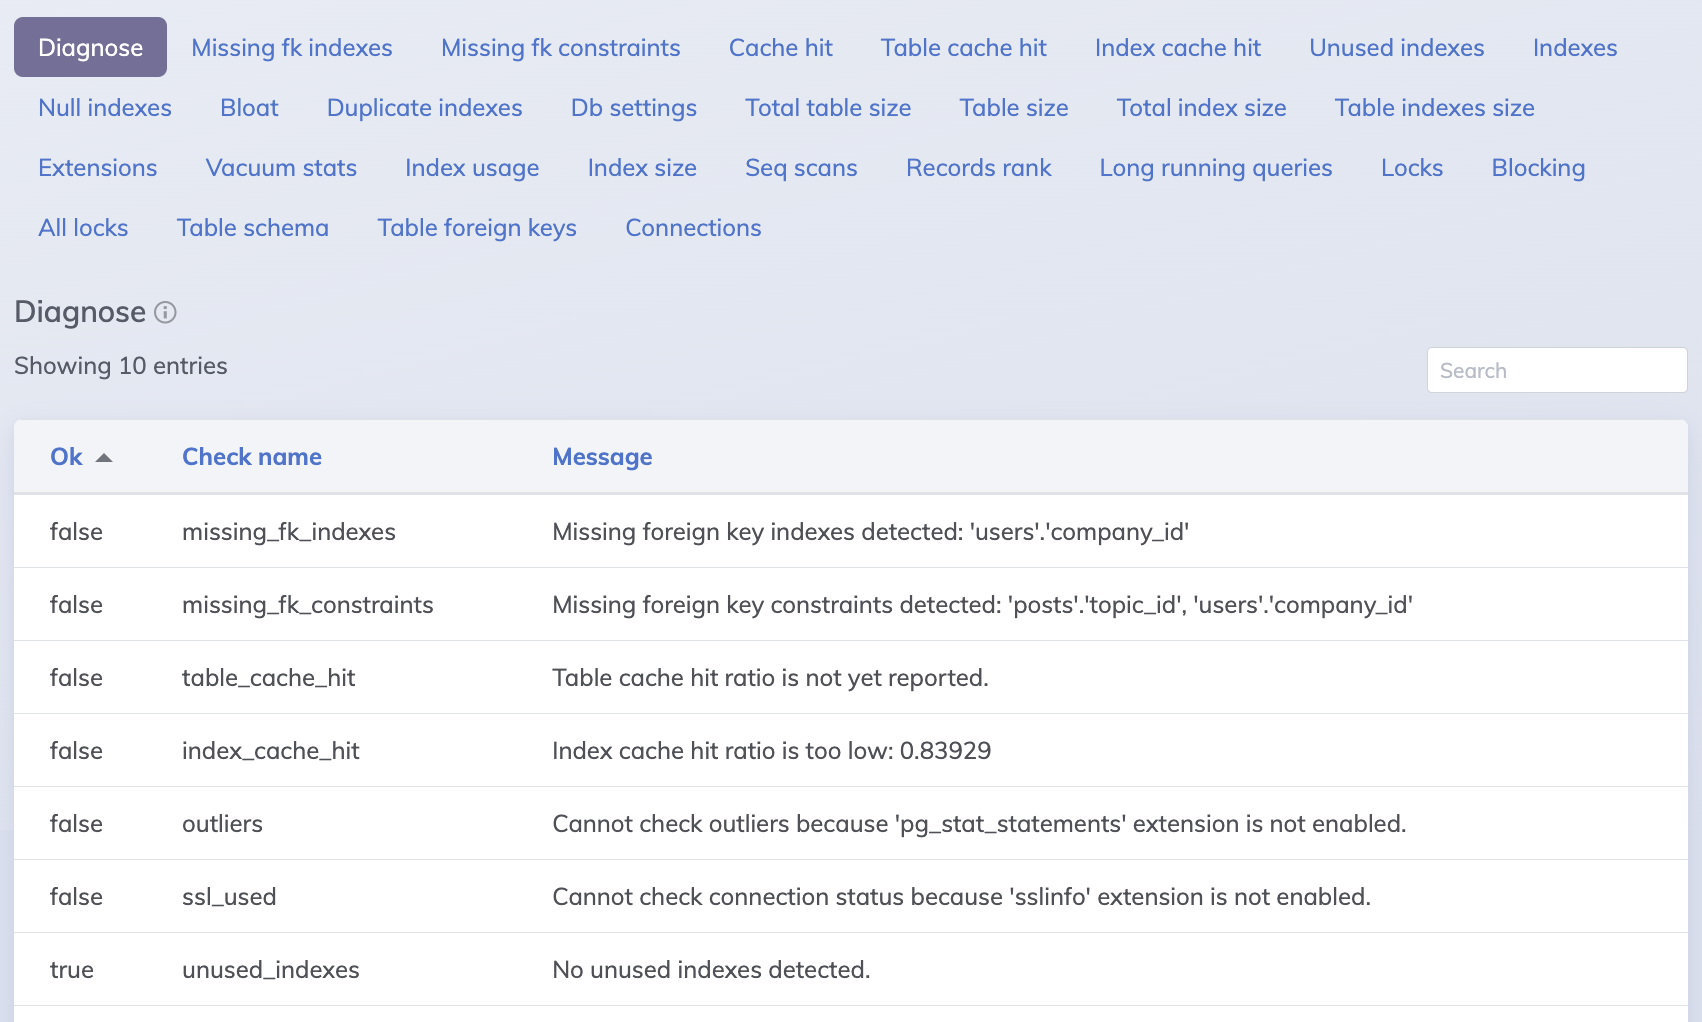 Diagnose Missing fk indexes Missing fk constraints Cache hit Table cache hit Index cache hit Unused indexes Indexes
Null indexes Bloat Duplicate indexes Db settings Total table size Table size Total index size Table indexes size
Extensions Vacuum stats Index usage Index size Seq scans Records rank Long running queries Locks Blocking
All locks Table schema Table foreign keys Connections
Diagnose
Showing 10 entries
Search
Ok Check name Message
false missing_fk_indexes Missing foreign key indexes detected: 'users'.'company_id'
false missing_fk_constraints Missing foreign key constraints detected: 'posts'.'topic_id', 'users'.'company_id'
false table_cache_hit Table cache hit ratio is not yet reported.
false index_cache_hit Index cache hit ratio is too low: 0.83929
false outliers Cannot check outliers because 'pg_stat_statements' extension is not enabled.
false ssl_used Cannot check connection status because 'sslinfo' extension is not enabled.
true unused_indexes No unused indexes detected.